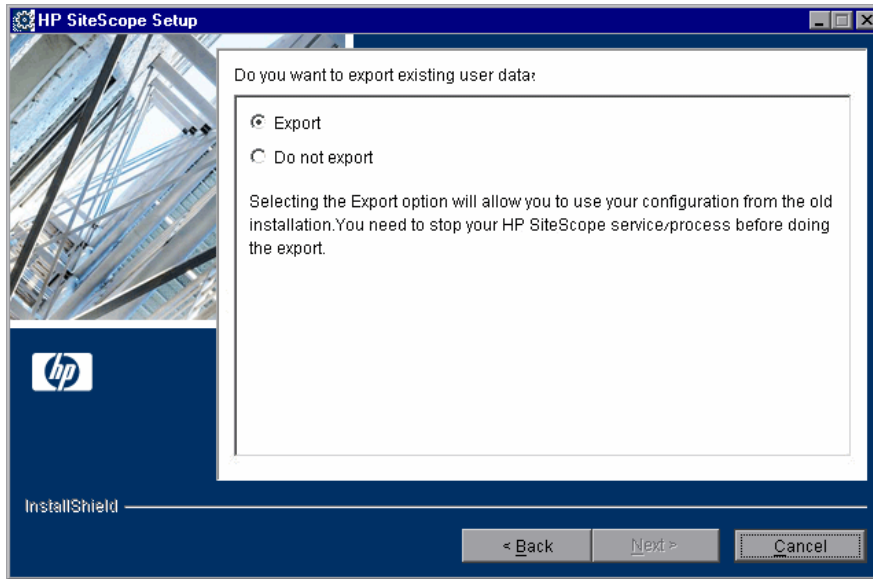 HP SiteScope Setup
Do you want to export existing user data?
Export
Do not export
Selecting the Export option will allow you to use your configuration from the old
installation.You need to stop your HP SiteScope service/process before doing
the export.
hp
InstallShield
< Back
Next >
Cancel